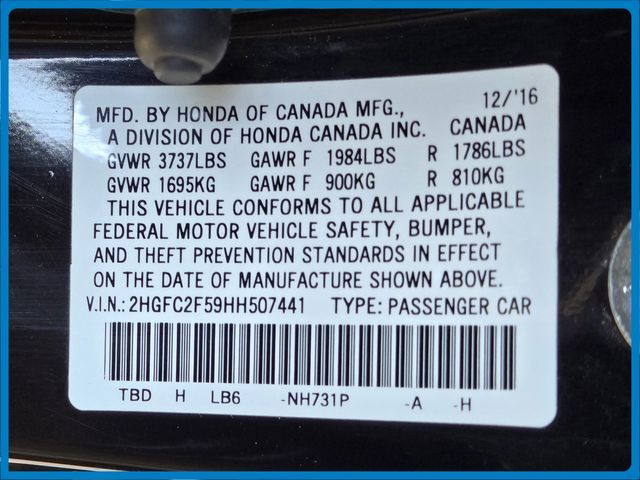 12/'16
MFD. BY HONDA OF CANADA MFG.,
A DIVISION OF HONDA CANADA INC. CANADA
GVWR 3737LBS GAWR F 1984LBS R 1786LBS
GVWR 1695KG GAWR F 900KG R 810KG
THIS VEHICLE CONFORMS TO ALL APPLICABLE
FEDERAL MOTOR VEHICLE SAFETY, BUMPER,
AND THEFT PREVENTION STANDARDS IN EFFECT
ON THE DATE OF MANUFACTURE SHOWN ABOVE.
V.I.N.: 2HGFC2F59HH507441 TYPE: PASSENGER CAR
TBD H LB6 -NH731P -A -H